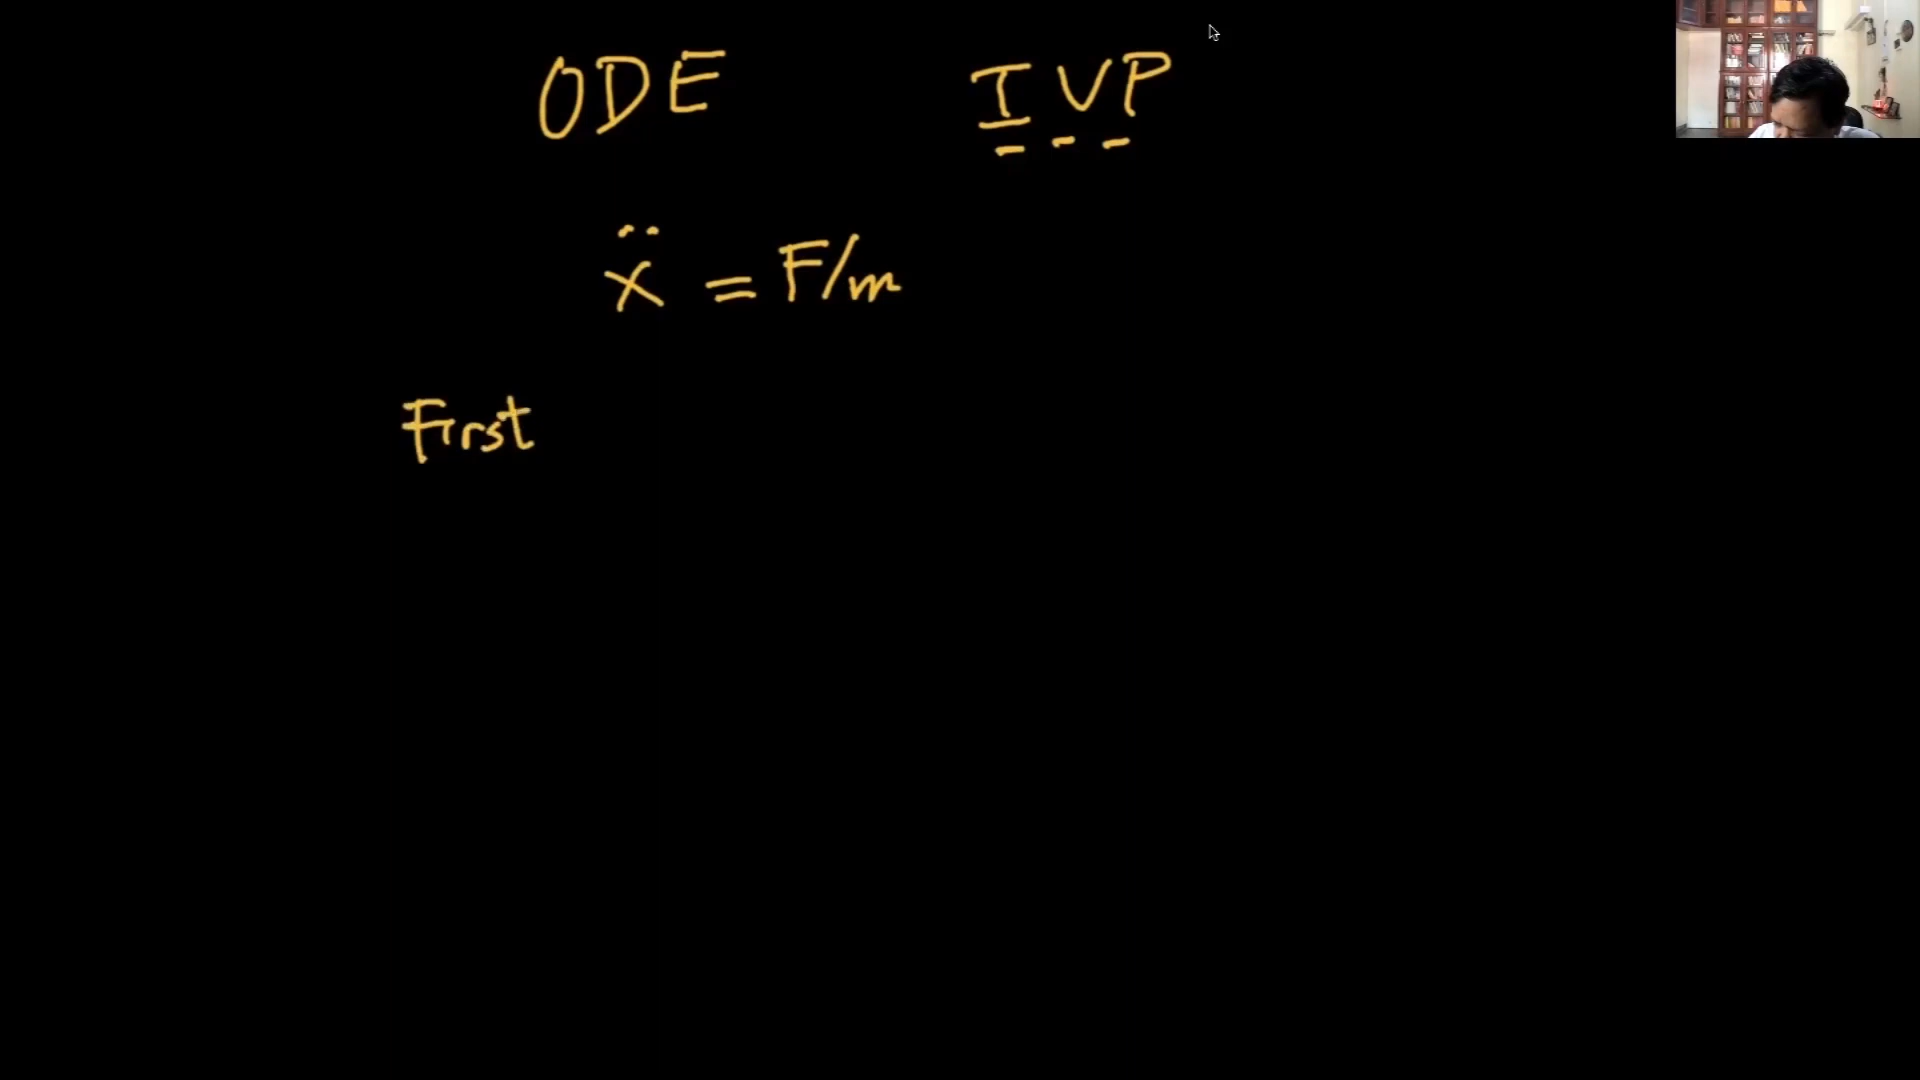 ODE IVP
ẍ = F/m
First